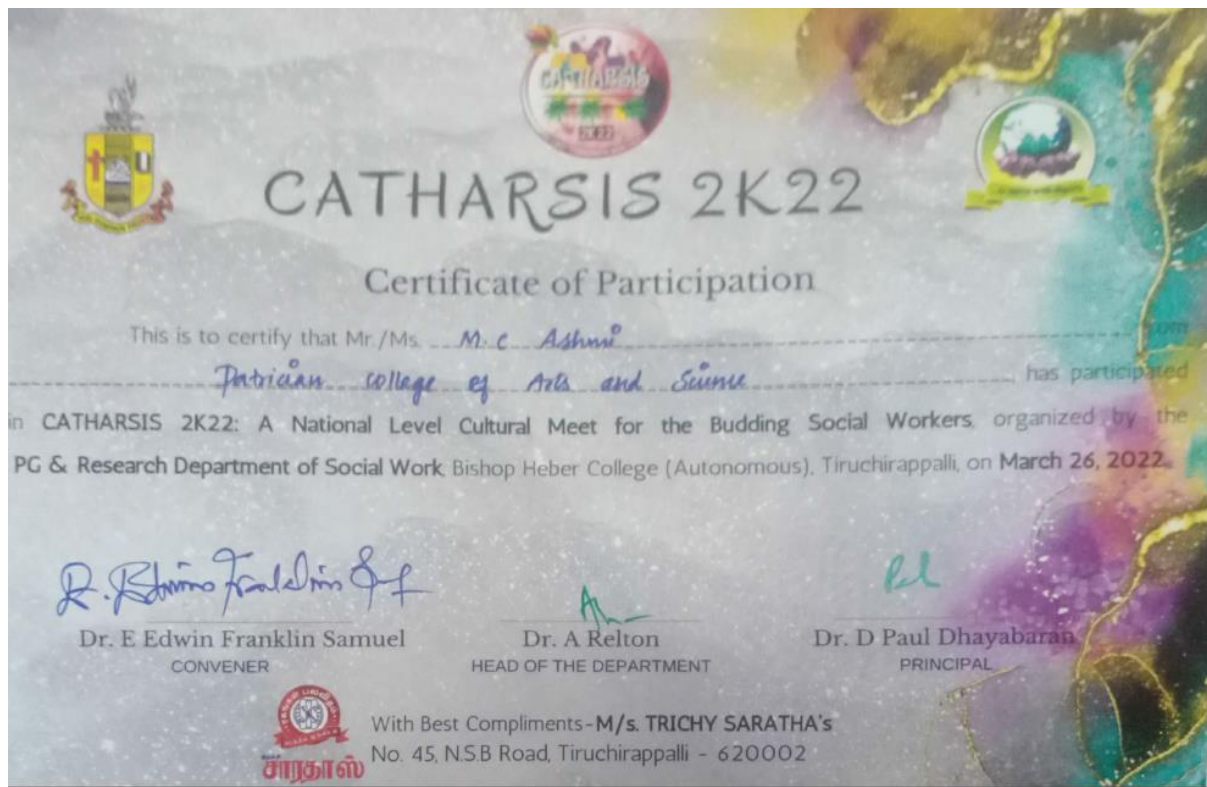 CATHARSIS
2K22
CATHARSIS 2K22
Certificate of Participation
This is to certify that Mr./Ms. M. C Ashmi from
Patrician college of Arts and Science has participated
in CATHARSIS 2K22: A National Level Cultural Meet for the Budding Social Workers organized by the
PG & Research Department of Social Work, Bishop Heber College (Autonomous), Tiruchirappalli, on March 26, 2022.
Dr. E Edwin Franklin Samuel Dr. A Relton Dr. D Paul Dhayabaran
CONVENER HEAD OF THE DEPARTMENT PRINCIPAL
With Best Compliments-M/s. TRICHY SARATHA's
No. 45, N.S.B Road, Tiruchirappalli - 620002
சாரதாஸ்